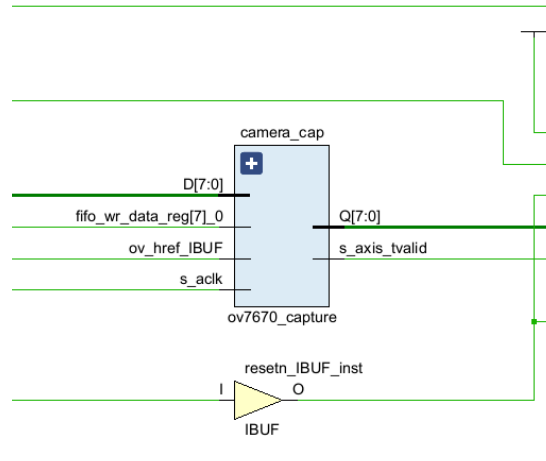 camera_cap
D[7:0]
fifo_wr_data_reg[7]_0
ov_href_IBUF
s_aclk
Q[7:0]
s_axis_tvalid
ov7670_capture
resetn_IBUF_inst
I
O
IBUF